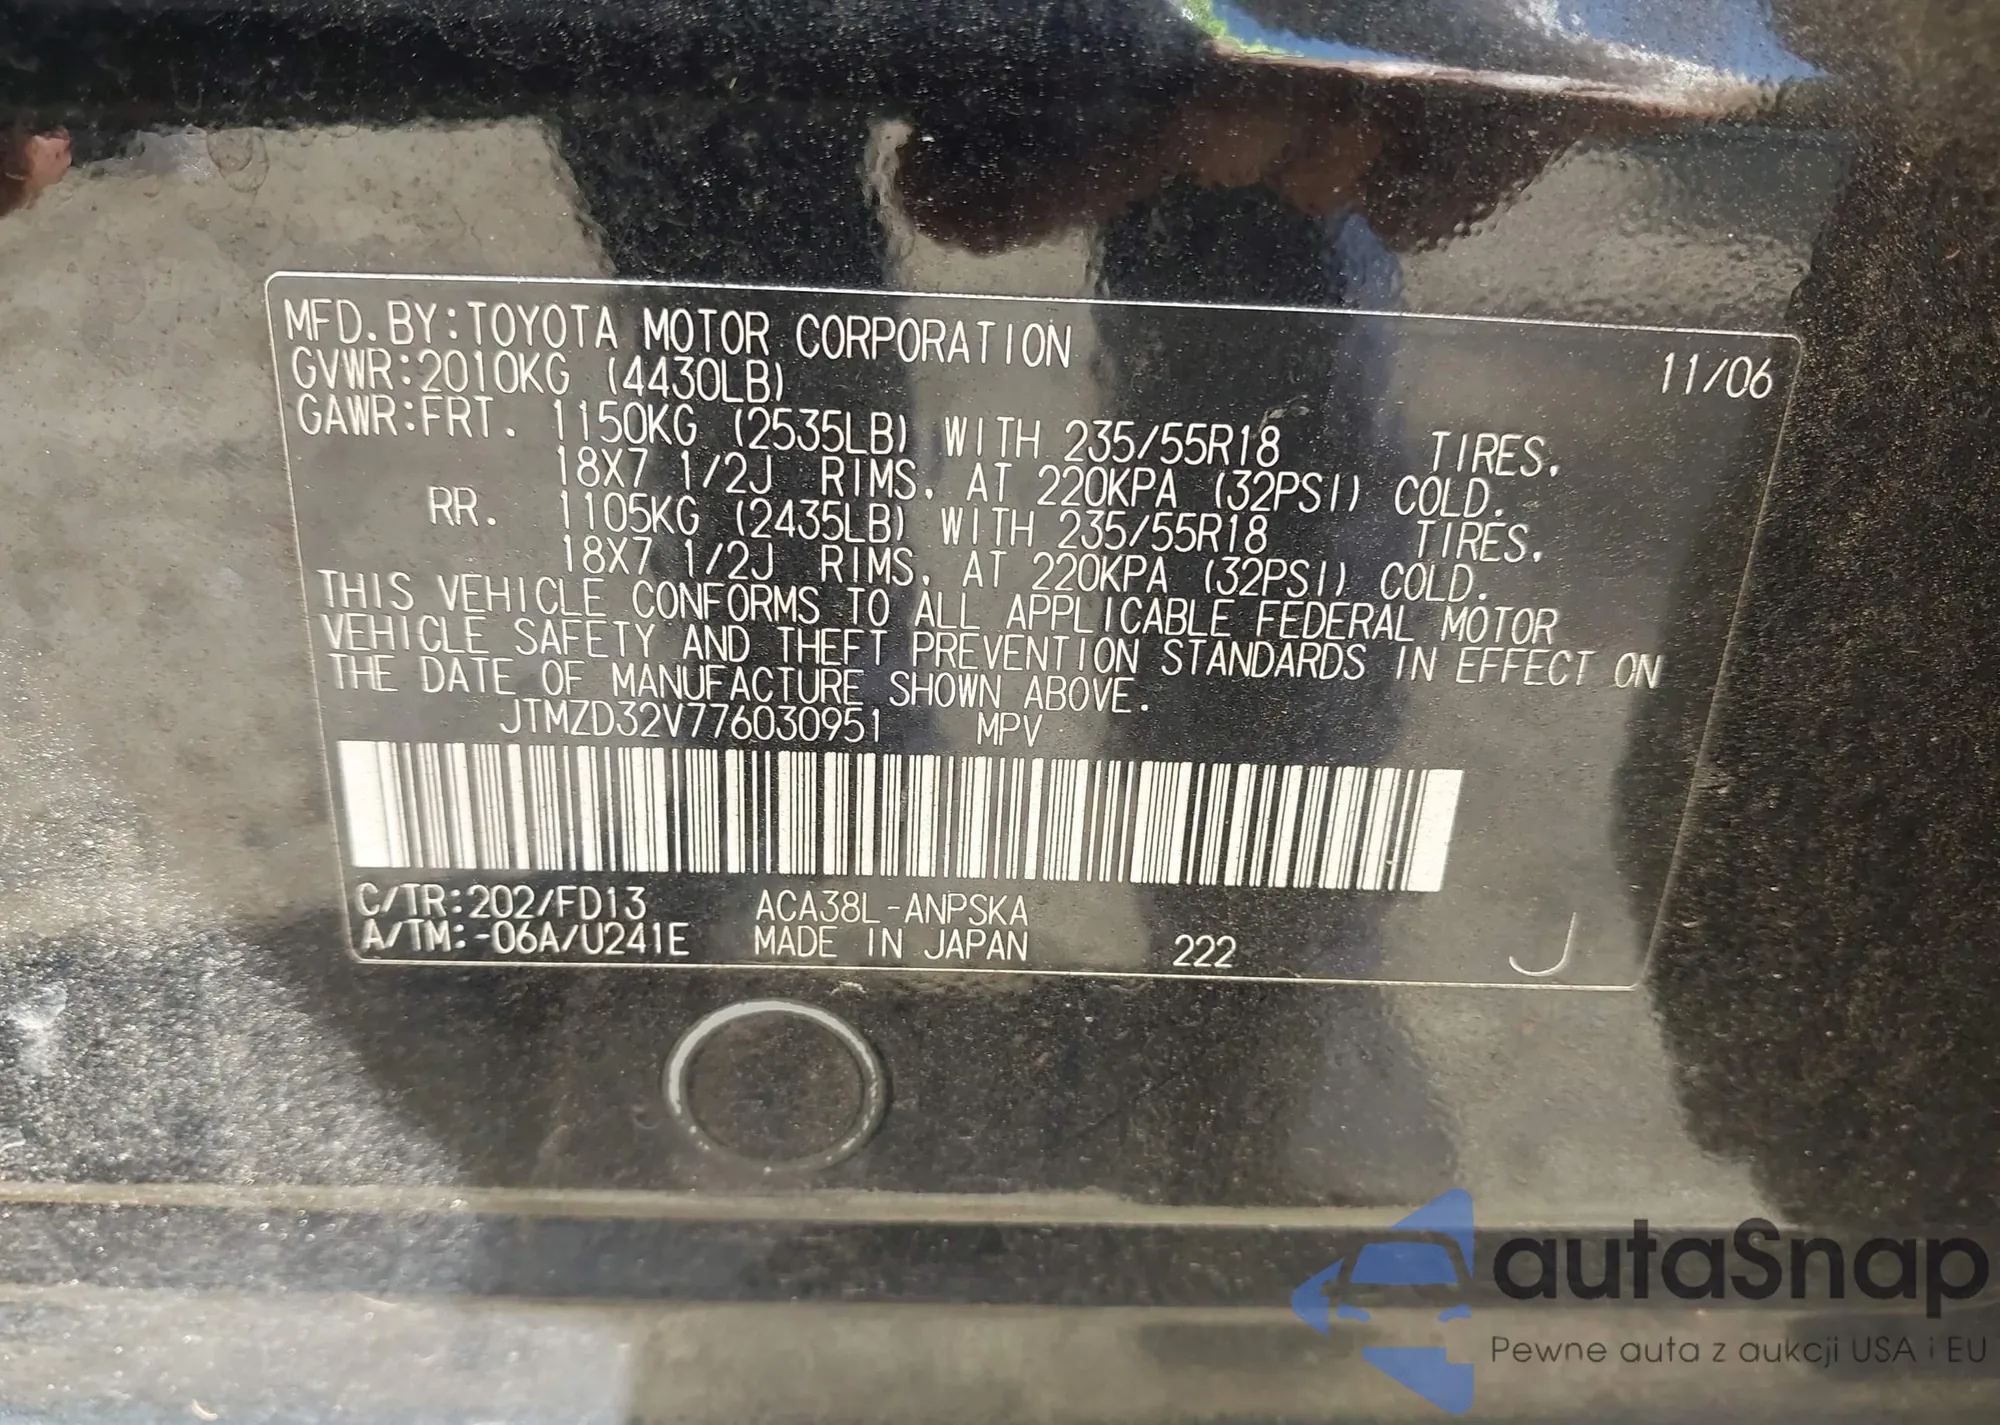 MFD.BY:TOYOTA MOTOR CORPORATION 11/06
GVWR:2010KG (4430LB)
GAWR:FRT. 1150KG (2535LB) WITH 235/55R18 TIRES,
18X7 1/2J RIMS, AT 220KPA (32PSI) COLD.
RR. 1105KG (2435LB) WITH 235/55R18 TIRES,
18X7 1/2J RIMS, AT 220KPA (32PSI) COLD.
THIS VEHICLE CONFORMS TO ALL APPLICABLE FEDERAL MOTOR
VEHICLE SAFETY AND THEFT PREVENTION STANDARDS IN EFFECT ON
THE DATE OF MANUFACTURE SHOWN ABOVE.
JTMZD32V776030951 MPV
C/TR:202/FD13 ACA38L-ANPSKA
A/TM:-06A/U241E MADE IN JAPAN 222 J
autaSnap
Pewne auta z aukcji USA i EU